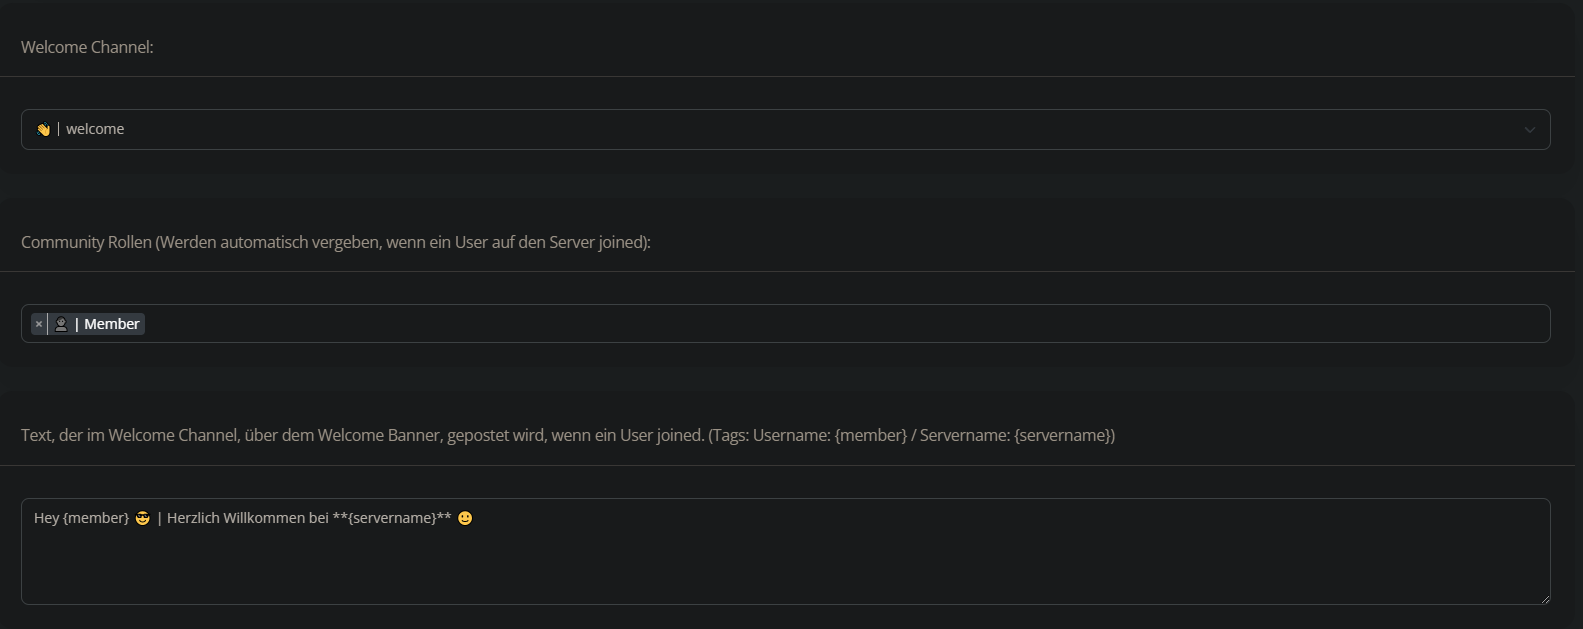 Welcome Channel:
👋 | welcome
Community Rollen (Werden automatisch vergeben, wenn ein User auf den Server joined):
× 👤 | Member
Text, der im Welcome Channel, über dem Welcome Banner, gepostet wird, wenn ein User joined. (Tags: Username: {member} / Servername: {servername})
Hey {member} 😎 | Herzlich Willkommen bei **{servername}** 🙂